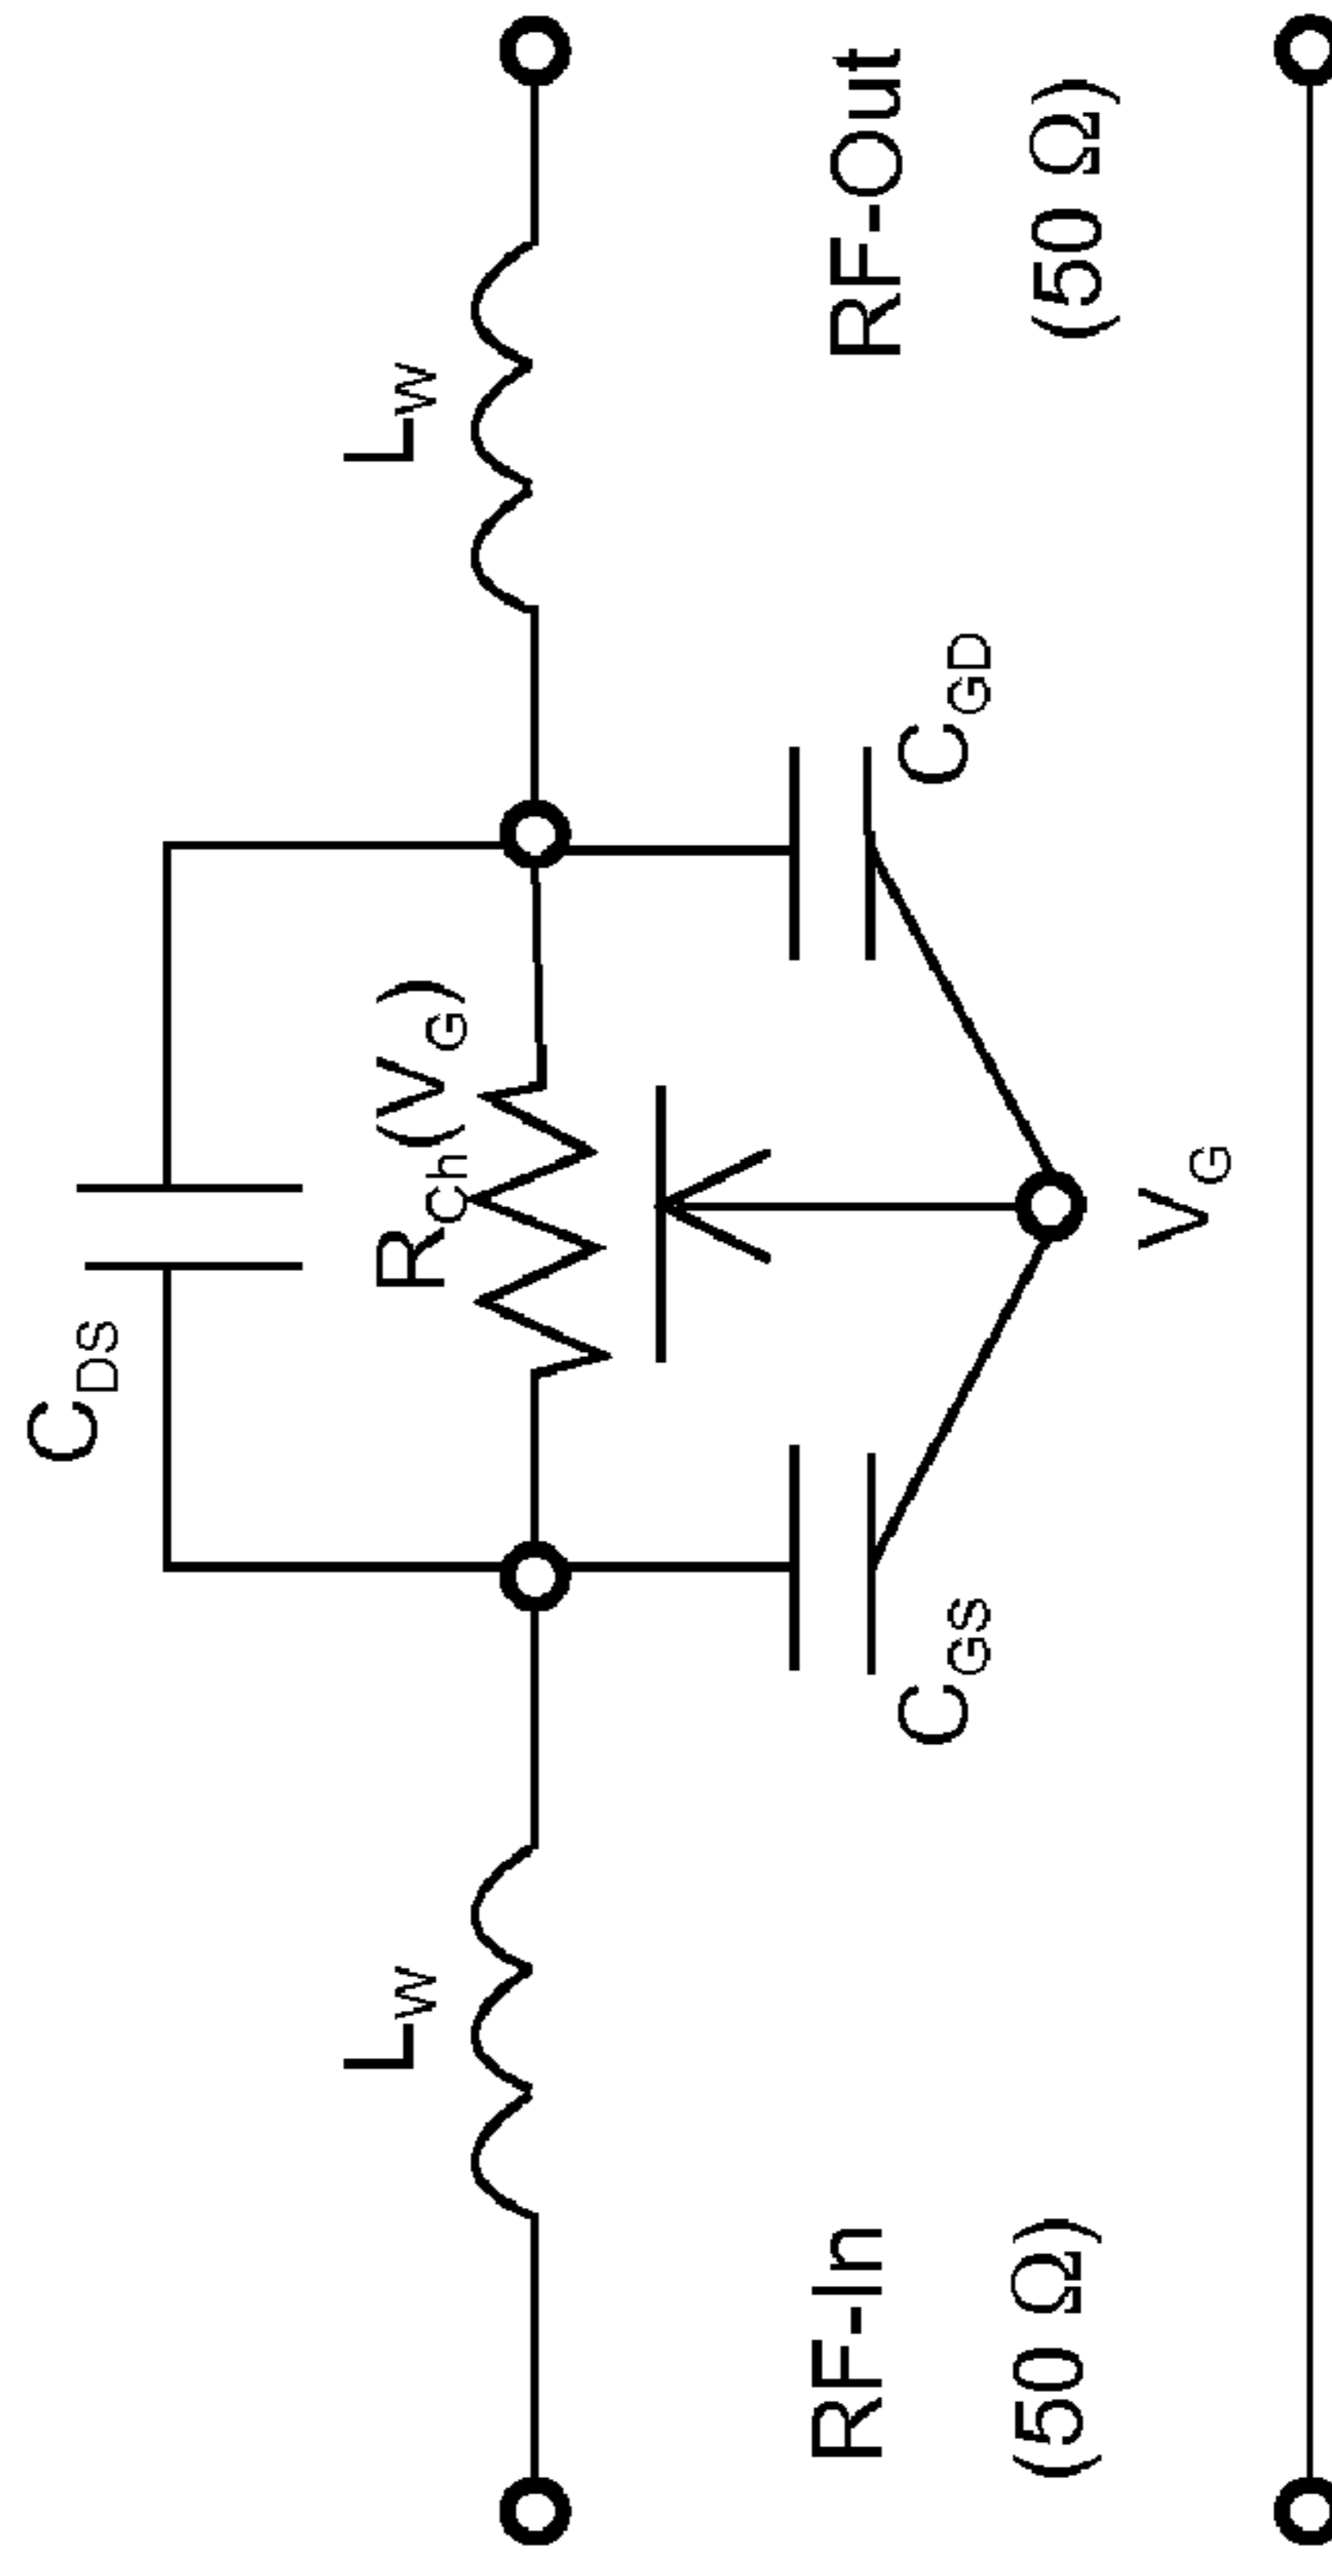 C_DS
L_W
R_Ch(V_G)
L_W
C_GS
C_GD
RF-In
(50 Ω)
V_G
RF-Out
(50 Ω)